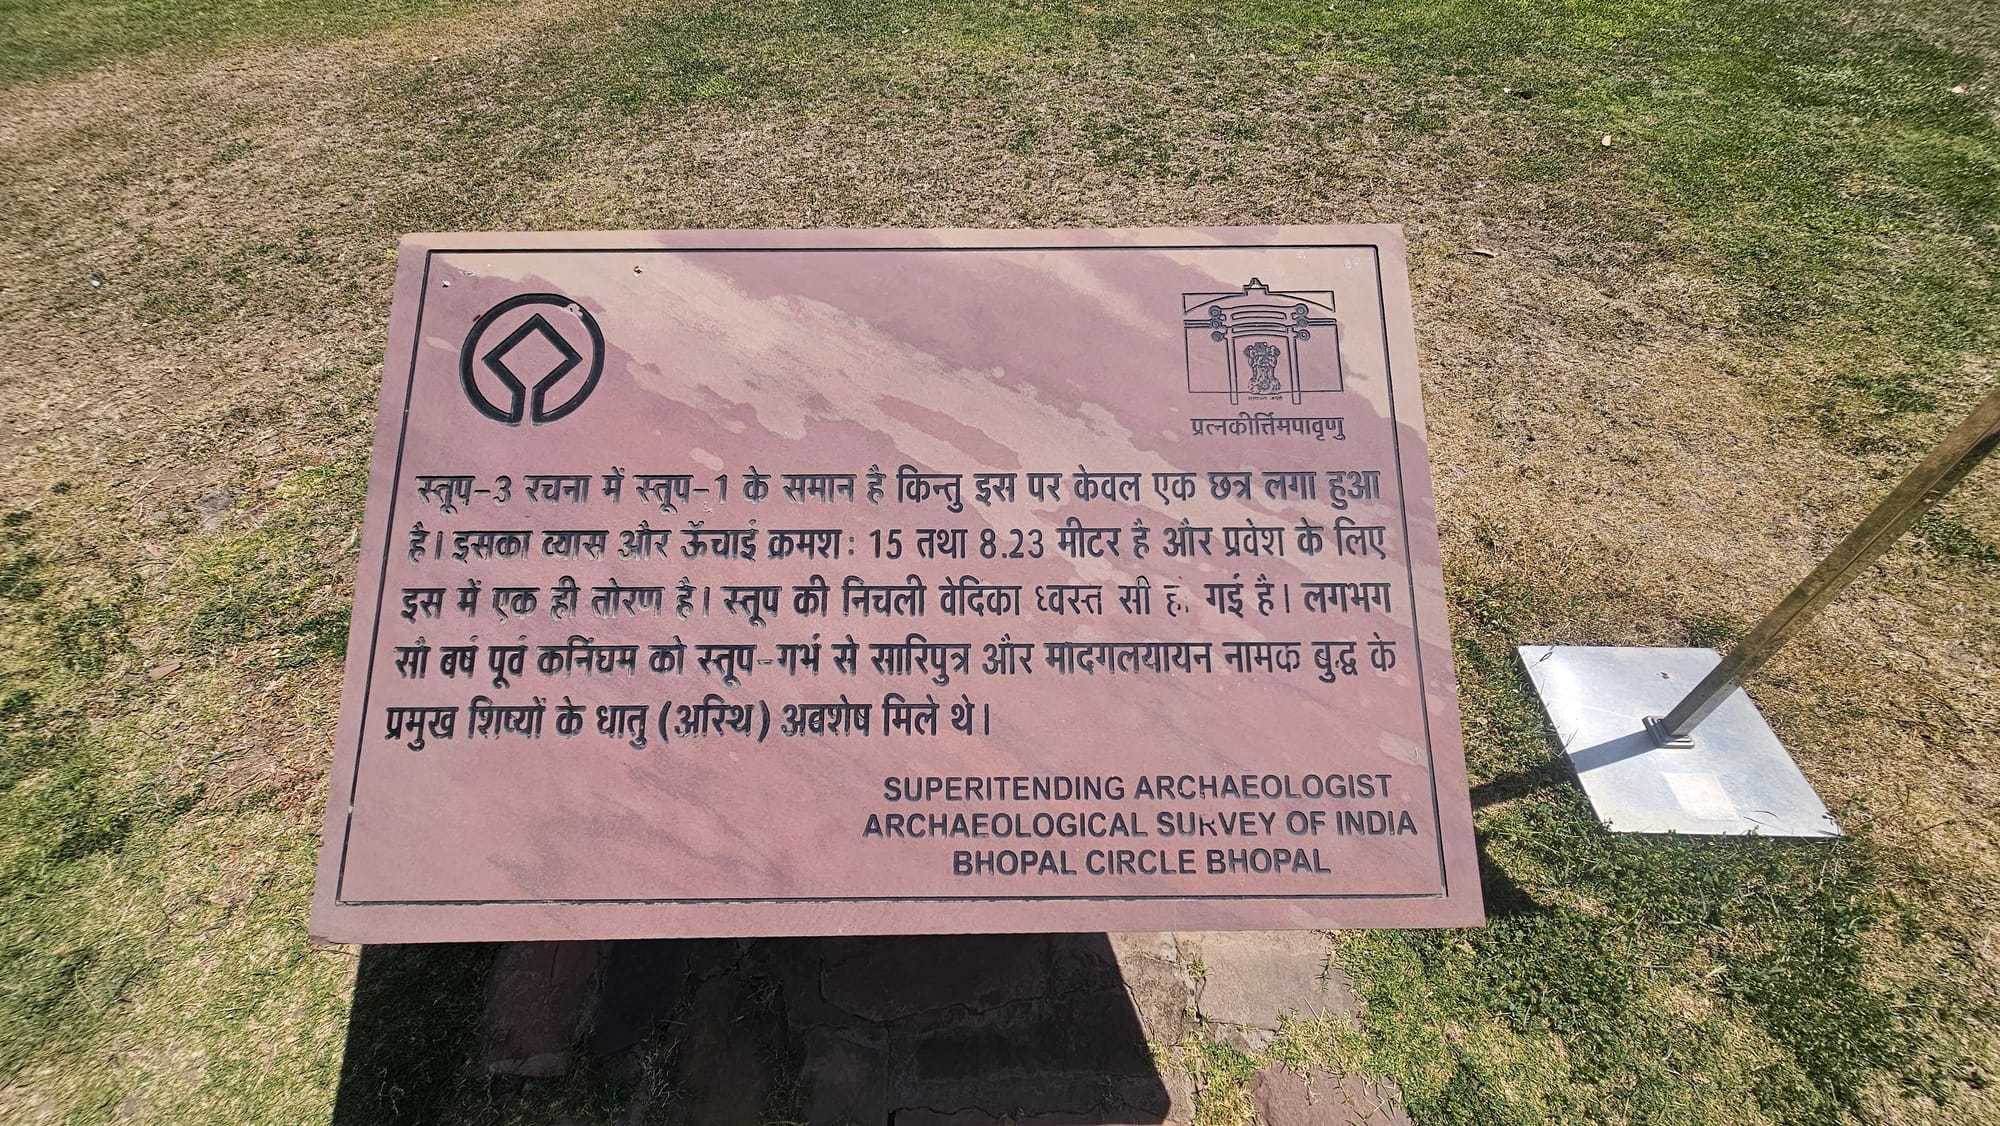 प्रत्नकीर्त्तिमपावृणु
स्तूप-3 रचना में स्तूप-1 के समान है किन्तु इस पर केवल एक छत्र लगा हुआ
है। इसका व्यास और ऊँचाई क्रमश: 15 तथा 8.23 मीटर है और प्रवेश के लिए
इस में एक ही तोरण है। स्तूप की निचली वेदिका ध्वस्त सी हो गई है। लगभग
सौ वर्ष पूर्व कनिंघम को स्तूप-गर्भ से सारिपुत्र और मादगलयायन नामक बुद्ध के
प्रमुख शिष्यों के धातु (अस्थि) अवशेष मिले थे।
SUPERITENDING ARCHAEOLOGIST
ARCHAEOLOGICAL SURVEY OF INDIA
BHOPAL CIRCLE BHOPAL